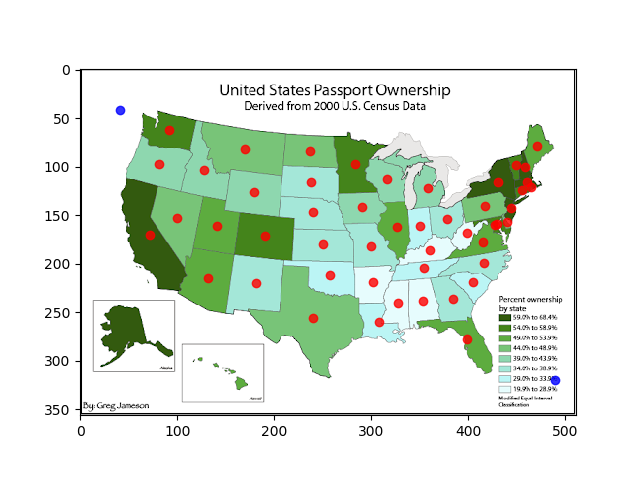 United States Passport Ownership
Derived from 2000 U.S. Census Data
0
50
100
150
200
250
300
350
Percent ownership
by state
59.0% to 68.4%
54.0% to 58.9%
49.0% to 53.9%
44.0% to 48.9%
39.0% to 43.9%
34.0% to 38.9%
29.0% to 33.9%
19.9% to 28.9%
Modified Equal Interval
Classification
Alaska
Hawaii
By: Greg Jameson
0 100 200 300 400 500